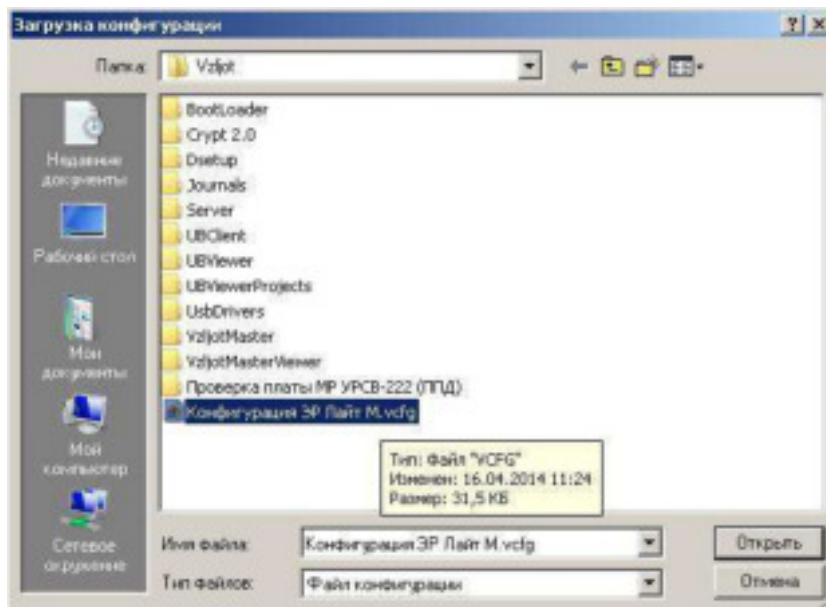 Загрузка конфигурации
Папка: Vzljot
BootLoader
Crypt 2.0
Dsetup
Journals
Server
UBClient
UBViewer
UBViewerProjects
UsbDrivers
VzljotMaster
VzljotMasterViewer
Проверка платы МР УРСВ-222 (ППД)
Конфигурация ЭР Лайт М.vcfg
Недавние
документы
Рабочий стол
Мои
документы
Мой
компьютер
Сетевое
окружение
Тип: Файл "VCFG"
Изменен: 16.04.2014 11:24
Размер: 31,5 КБ
Имя файла: Конфигурация ЭР Лайт М.vcfg Открыть
Тип файлов: Файл конфигурации Отмена